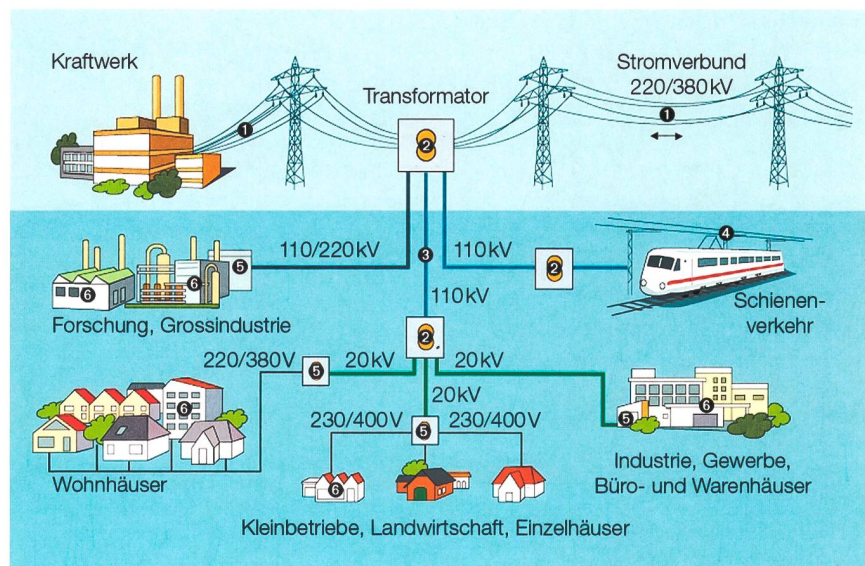 Kraftwerk
Stromverbund
220/380kV
Transformator
1
1
2
110/220kV
3
110kV
2
4
5
6
6
110kV
Forschung, Grossindustrie
Schienen-
verkehr
2
220/380V
5
20kV
20kV
20kV
6
230/400V
5
230/400V
5
6
Wohnhäuser
6
Industrie, Gewerbe,
Büro- und Warenhäuser
Kleinbetriebe, Landwirtschaft, Einzelhäuser